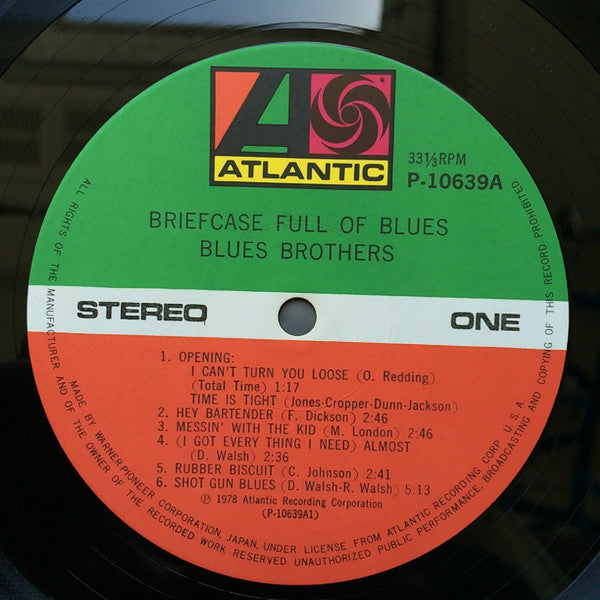 ATLANTIC
33⅓RPM
P-10639A
BRIEFCASE FULL OF BLUES
BLUES BROTHERS
STEREO
ONE
1. OPENING:
I CAN'T TURN YOU LOOSE (O. Redding)
(Total Time) 1:17
TIME IS TIGHT (Jones-Cropper-Dunn-Jackson)
2. HEY BARTENDER (F. Dickson) 2:46
3. MESSIN' WITH THE KID (M. London) 2:46
4. (I GOT EVERY THING I NEED) ALMOST
(D. Walsh) 2:36
5. RUBBER BISCUIT (C. Johnson) 2:41
6. SHOT GUN BLUES (D. Walsh-R. Walsh) 5:13
℗ 1978 Atlantic Recording Corporation
(P-10639A1)
ALL RIGHTS OF THE MANUFACTURER AND OF THE OWNER OF THE RECORDED WORK RESERVED. UNAUTHORIZED PUBLIC PERFORMANCE, BROADCASTING AND COPYING OF THIS RECORD PROHIBITED.
MADE BY WARNER-PIONEER CORPORATION, JAPAN, UNDER LICENSE FROM ATLANTIC RECORDING CORP. U.S.A.